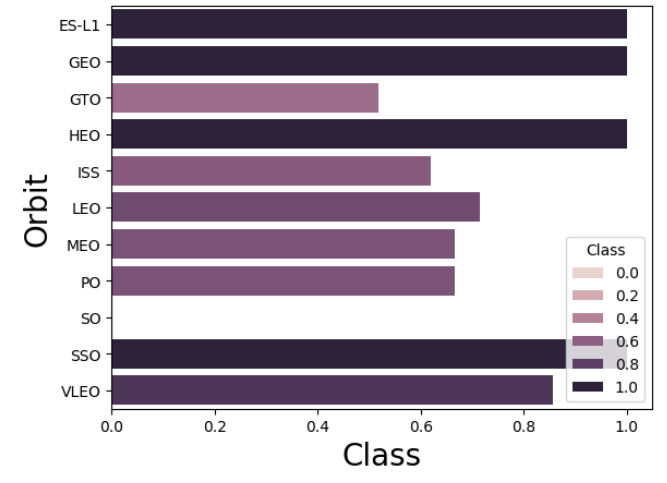 ES-L1
GEO
GTO
HEO
ISS
LEO
MEO
PO
SO
SSO
VLEO
Orbit
Class
0.0
0.2
0.4
0.6
0.8
1.0
0.0 0.2 0.4 0.6 0.8 1.0
Class